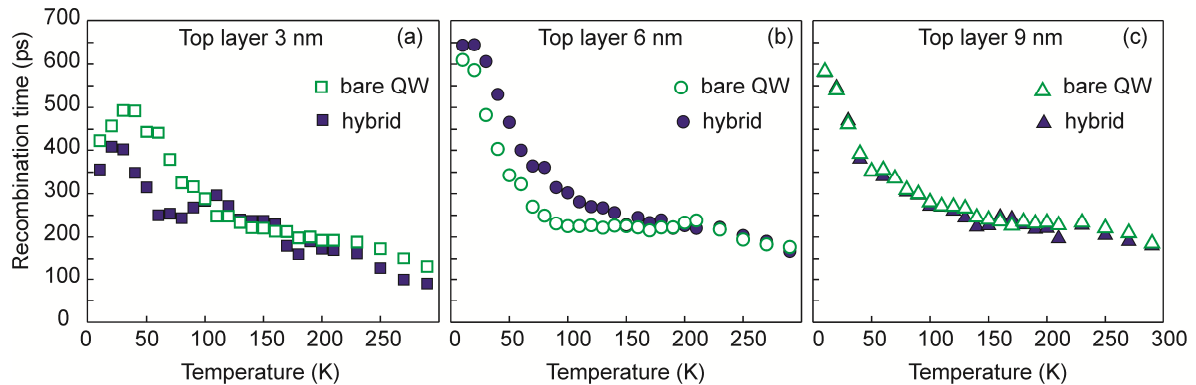 Recombination time (ps)
700
600
500
400
300
200
100
0
Top layer 3 nm
(a)
bare QW
hybrid
0 50 100 150 200 250
Temperature (K)
Top layer 6 nm
(b)
bare QW
hybrid
0 50 100 150 200 250
Temperature (K)
Top layer 9 nm
(c)
bare QW
hybrid
0 50 100 150 200 250 300
Temperature (K)